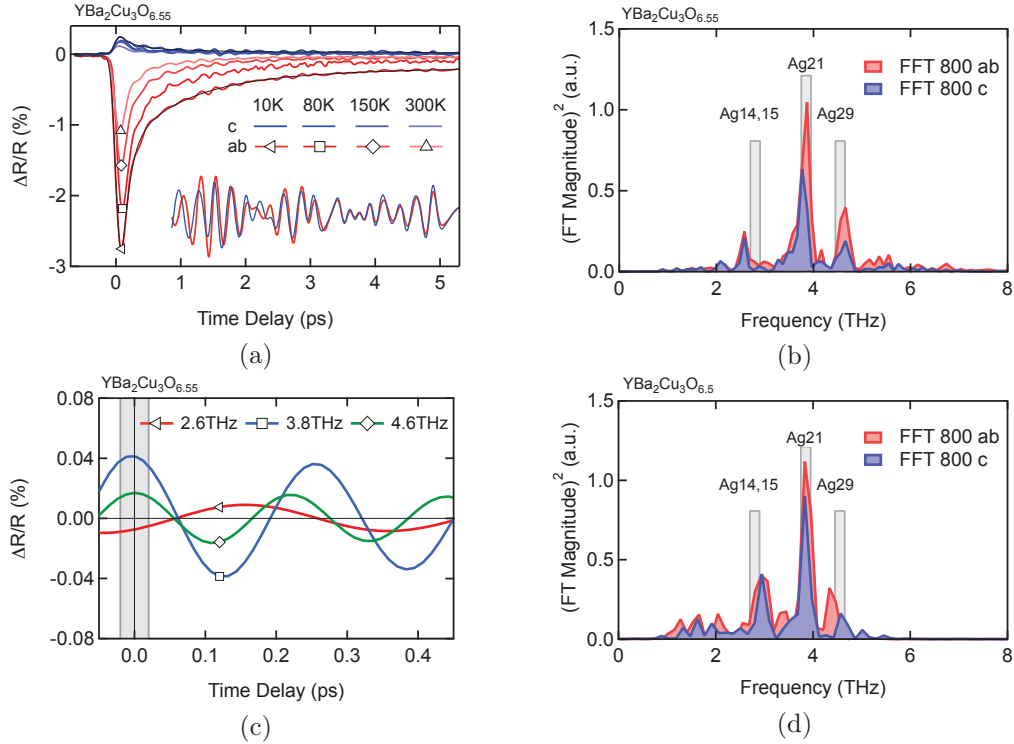 YBa2Cu3O6.55
0
-1
-2
-3
ΔR/R (%)
10K 80K 150K 300K
c
ab
0 1 2 3 4 5
Time Delay (ps)
(a)
YBa2Cu3O6.55
1.5
1.0
0.5
0.0
(FT Magnitude)² (a.u.)
Ag21
Ag14,15
Ag29
FFT 800 ab
FFT 800 c
0 2 4 6 8
Frequency (THz)
(b)
YBa2Cu3O6.55
0.08
0.04
0.00
-0.04
-0.08
ΔR/R (%)
2.6THz 3.8THz 4.6THz
0.0 0.1 0.2 0.3 0.4
Time Delay (ps)
(c)
YBa2Cu3O6.5
1.5
1.0
0.5
0.0
(FT Magnitude)² (a.u.)
Ag21
Ag14,15
Ag29
FFT 800 ab
FFT 800 c
0 2 4 6 8
Frequency (THz)
(d)